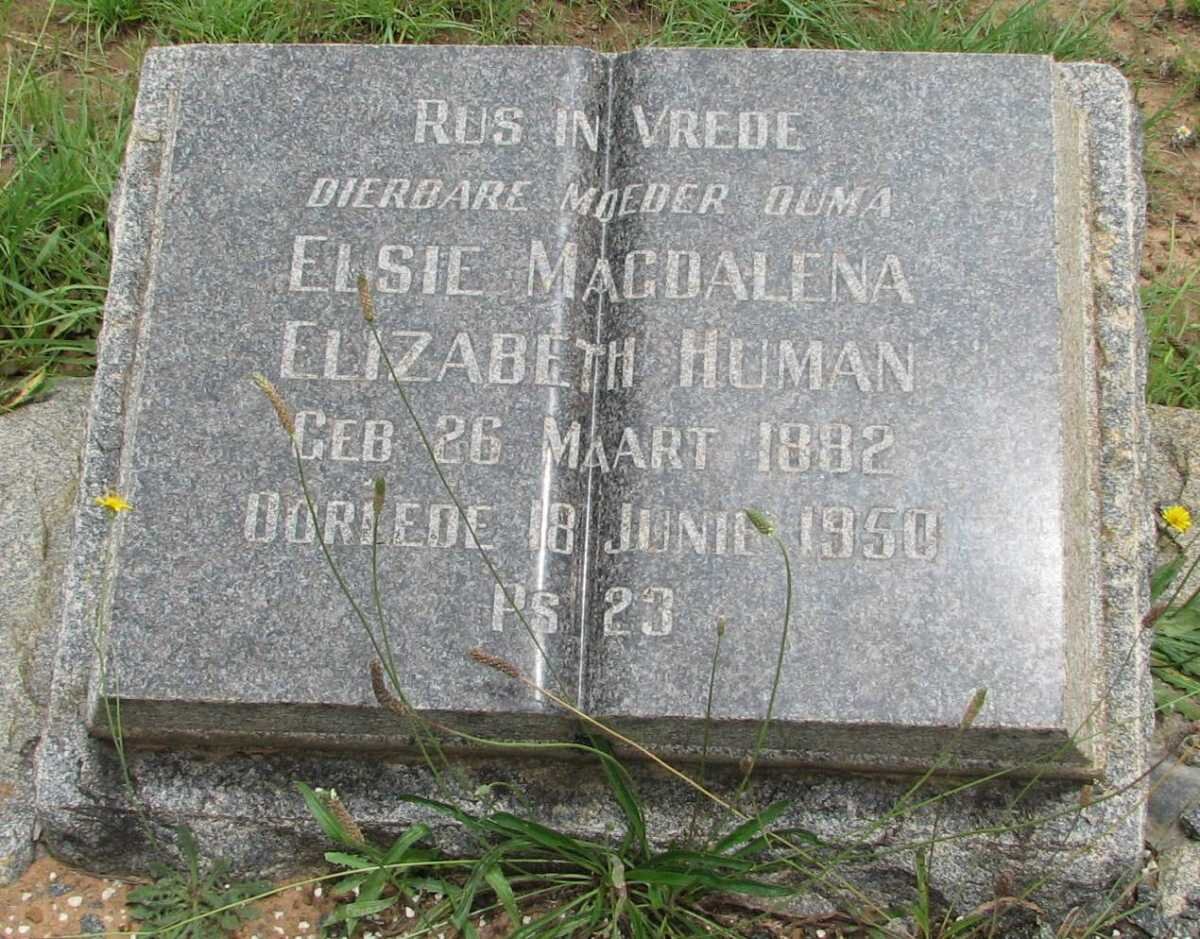 RUS IN VREDE
DIERBARE MOEDER OUMA
ELSIE MAGDALENA
ELIZABETH HUMAN
GEB 26 MAART 1882
OORLEDE 18 JUNIE 1950
PS 23